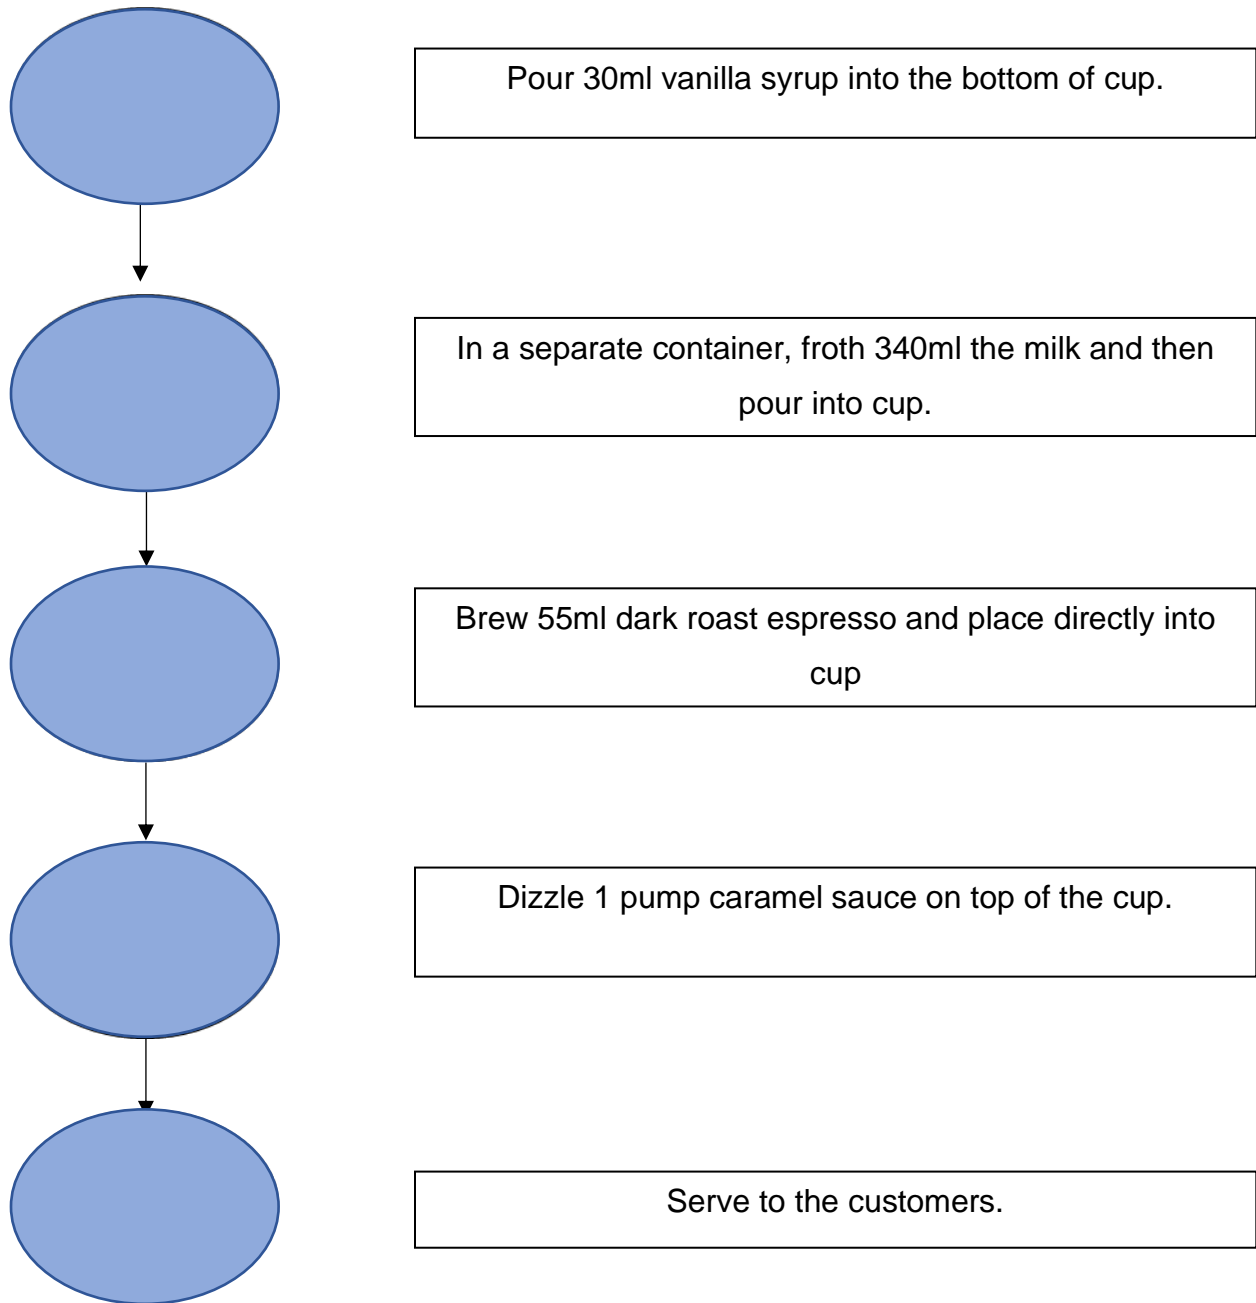 Pour 30ml vanilla syrup into the bottom of cup.
In a separate container, froth 340ml the milk and then
pour into cup.
Brew 55ml dark roast espresso and place directly into
cup
Dizzle 1 pump caramel sauce on top of the cup.
Serve to the customers.